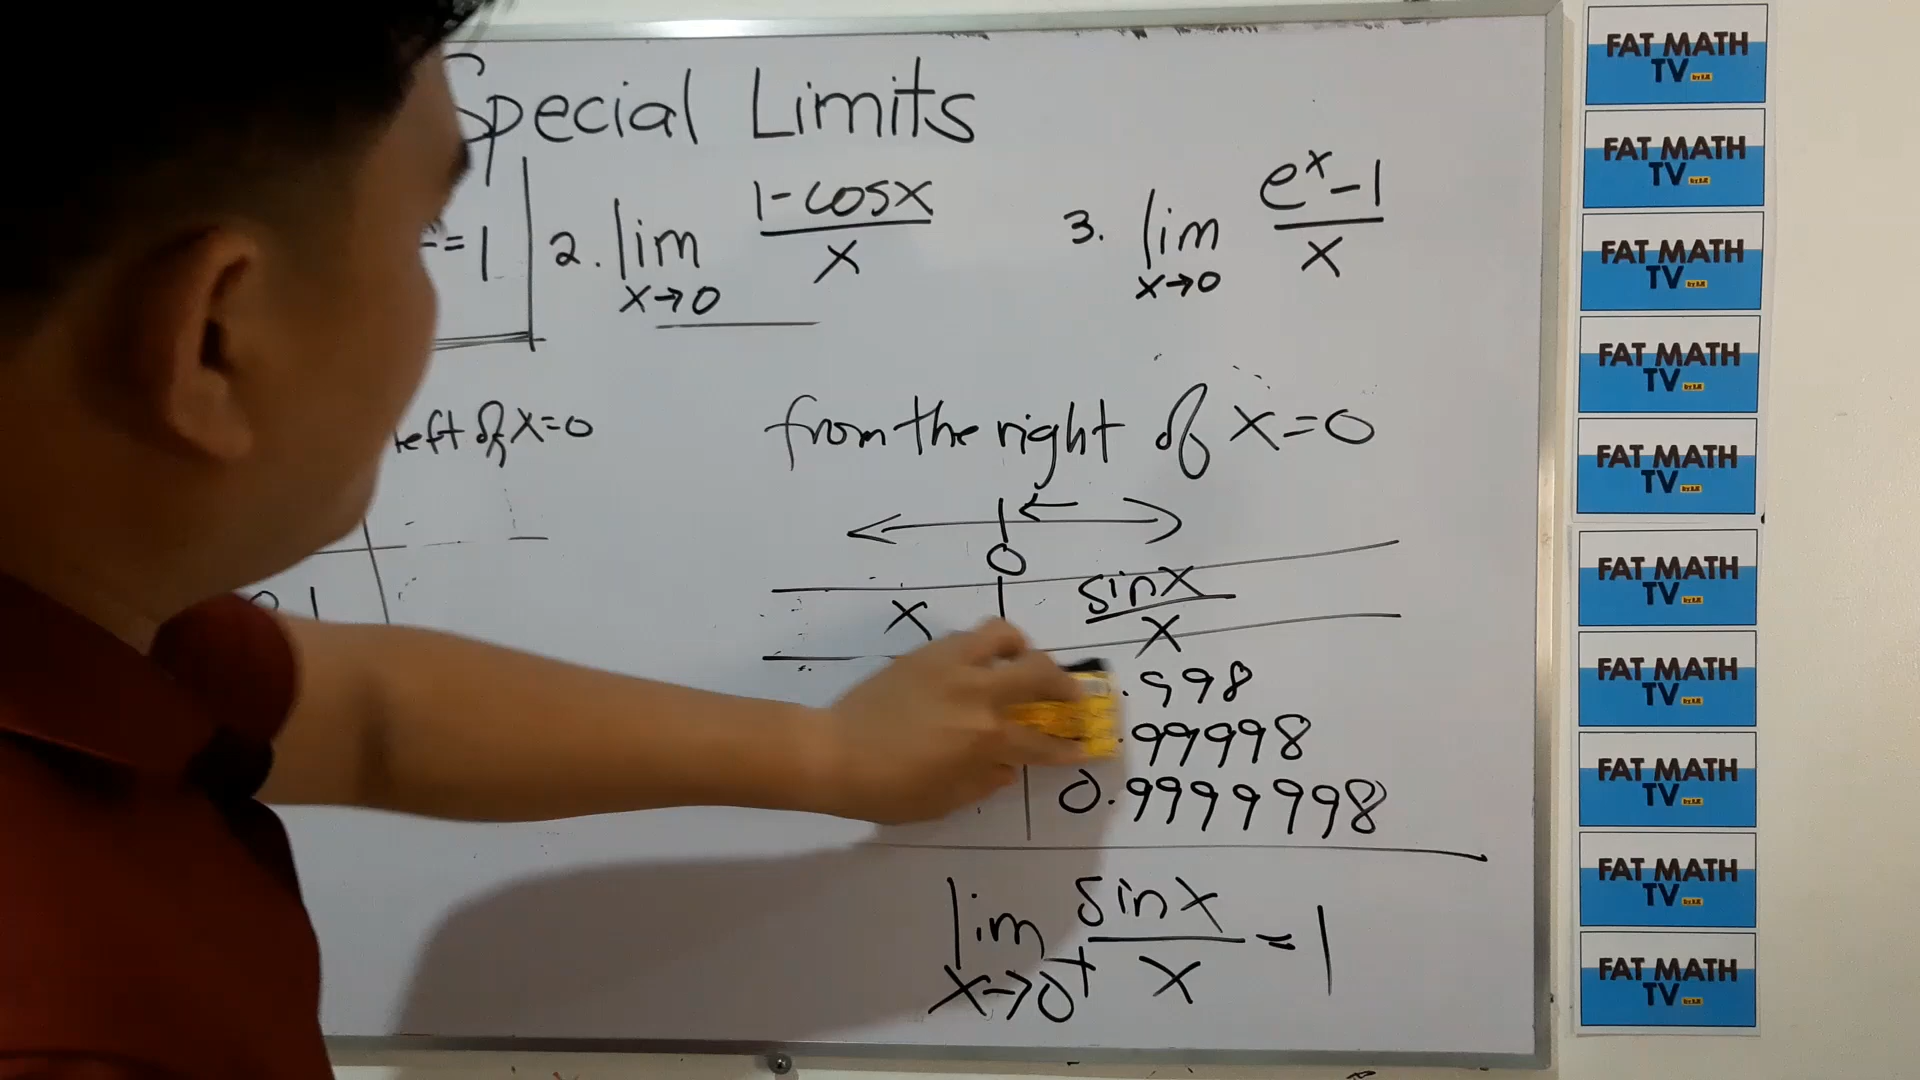 Special Limits
=1
2. lim x→0 1-cosx/x
3. lim x→0 e^x-1/x
left of x=0
from the right of x=0
0
x sinx/x
.998
.99998
0.9999998
lim x→0+ sinx/x = 1
FAT MATH TV
FAT MATH TV
FAT MATH TV
FAT MATH TV
FAT MATH TV
FAT MATH TV
FAT MATH TV
FAT MATH TV
FAT MATH TV
FAT MATH TV